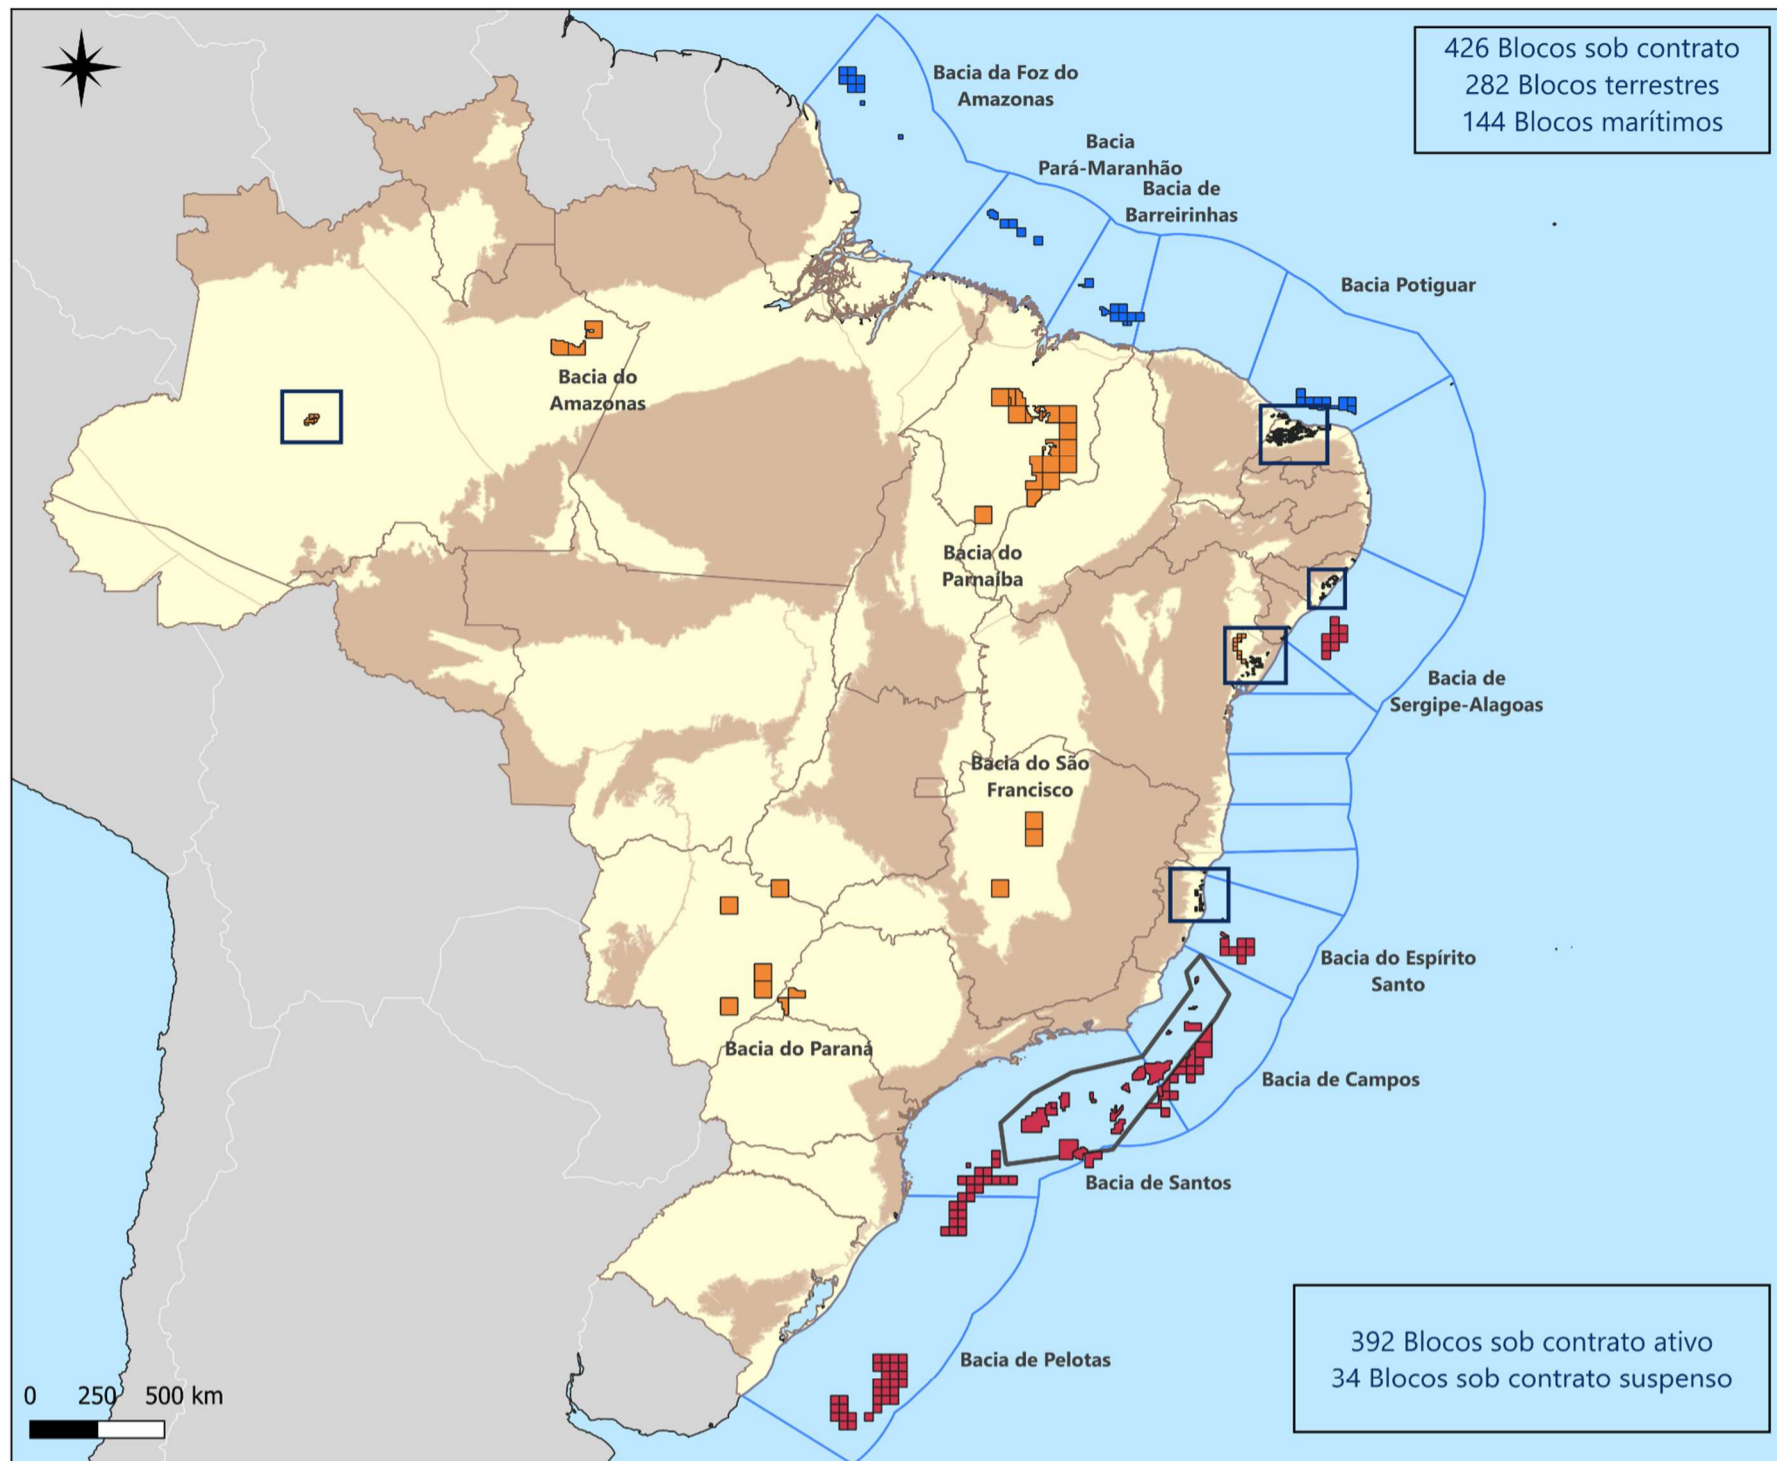 426 Blocos sob contrato
282 Blocos terrestres
144 Blocos marítimos
Bacia da Foz do
Amazonas
Bacia
Pará-Maranhão
Bacia de
Barreirinhas
Bacia Potiguar
Bacia do
Amazonas
Bacia do
Parnaíba
Bacia de
Sergipe-Alagoas
Bacia do São
Francisco
Bacia do Espírito
Santo
Bacia do Paraná
Bacia de Campos
Bacia de Santos
Bacia de Pelotas
392 Blocos sob contrato ativo
34 Blocos sob contrato suspenso
0 250 500 km